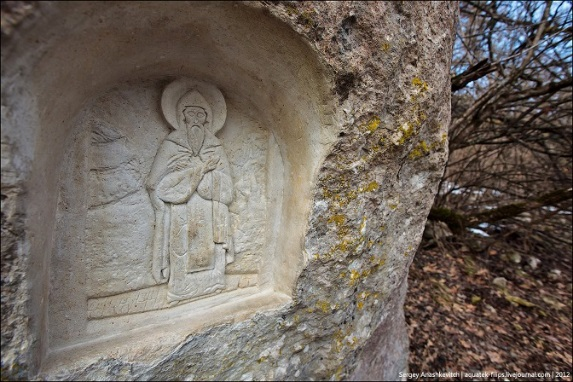 Sergey Anashkevitch | aquatek-filips.livejournal.com | 2012